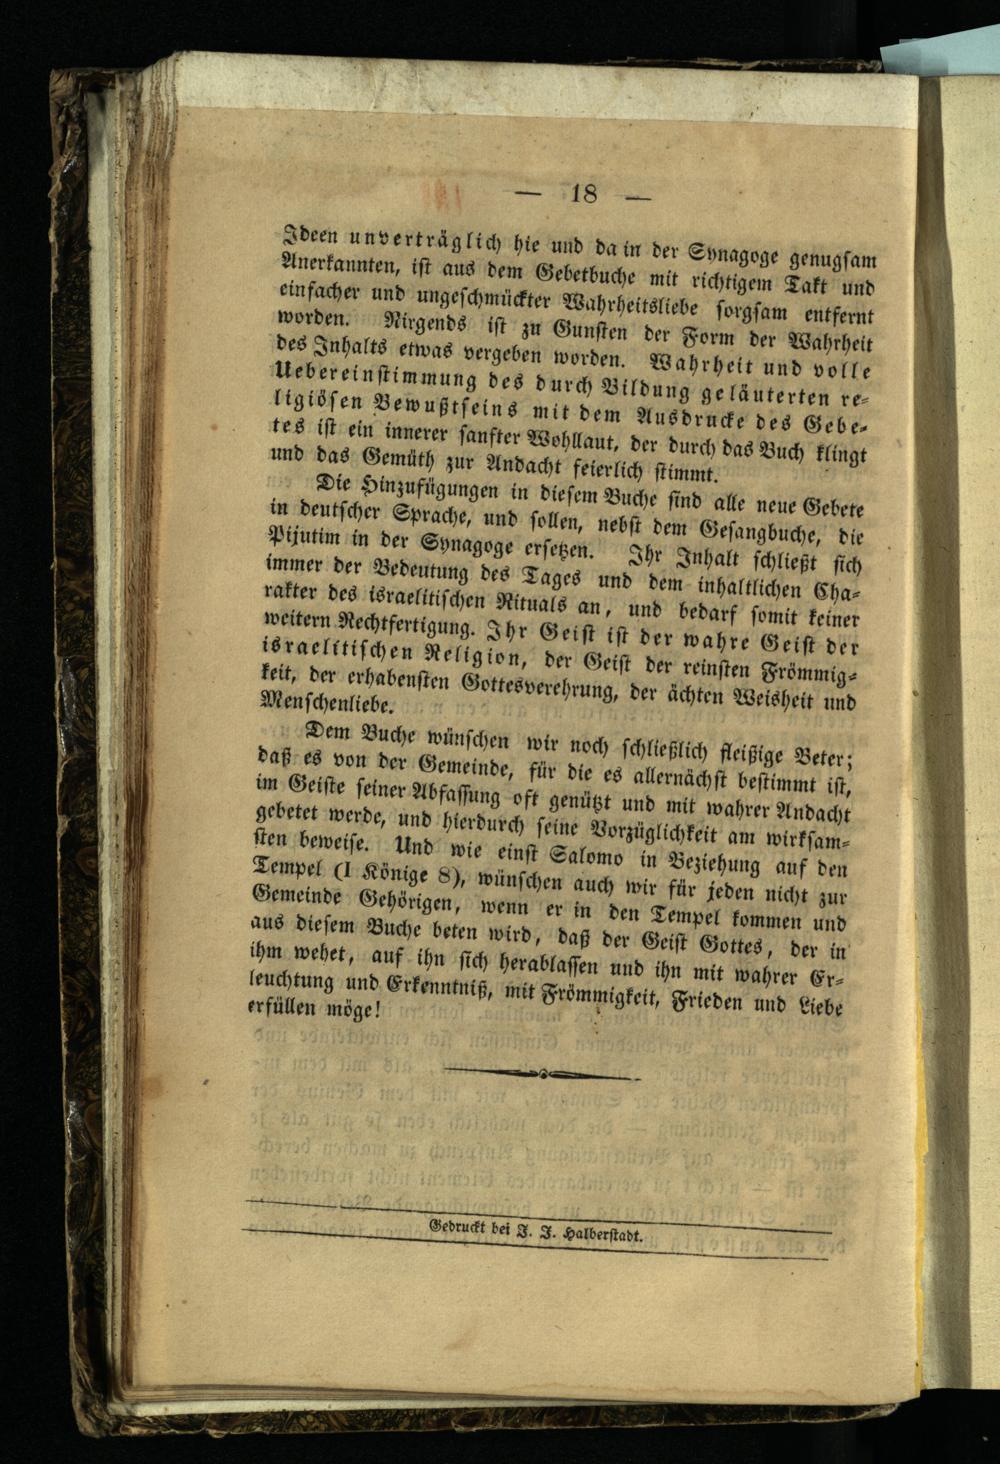 — 18 —
Ideen unverträglich hie und da in der Synagoge genugsam
Anerkannten, ist aus dem Gebetbuche mit richtigem Takt und
einfacher und ungeschmückter Wahrheitsliebe sorgsam entfernt
worden. Nirgends ist zu Gunsten der Form der Wahrheit
des Inhalts etwas vergeben worden. Wahrheit und volle
Uebereinstimmung des durch Bildung geläuterten re-
ligiösen Bewußtseins mit dem Ausdrucke des Gebe-
tes ist ein innerer sanfter Wohllaut, der durch das Buch klingt
und das Gemüth zur Andacht feierlich stimmt.
Die Hinzufügungen in diesem Buche sind alle neue Gebete
in deutscher Sprache, und sollen, nebst dem Gesangbuche, die
Pijutim in der Synagoge ersetzen. Ihr Inhalt schließt sich
immer der Bedeutung des Tages und dem inhaltlichen Cha-
rakter des israelitischen Rituals an, und bedarf somit keiner
weitern Rechtfertigung. Ihr Geist ist der wahre Geist der
israelitischen Religion, der Geist der reinsten Frömmig-
keit, der erhabensten Gottesverehrung, der ächten Weisheit und
Menschenliebe.
Dem Buche wünschen wir noch schließlich fleißige Beter;
daß es von der Gemeinde, für die es allernächst bestimmt ist,
im Geiste seiner Abfassung oft genützt und mit wahrer Andacht
gebetet werde, und hierdurch seine Vorzüglichkeit am wirksam-
sten beweise. Und wie einst Salomo in Beziehung auf den
Tempel (I Könige 8), wünschen auch wir für jeden nicht zur
Gemeinde Gehörigen, wenn er in den Tempel kommen und
aus diesem Buche beten wird, daß der Geist Gottes, der in
ihm wehet, auf ihn sich herablassen und ihn mit wahrer Er-
leuchtung und Erkenntniß, mit Frömmigkeit, Frieden und Liebe
erfüllen möge!
Gedruckt bei J. J. Halberstadt.